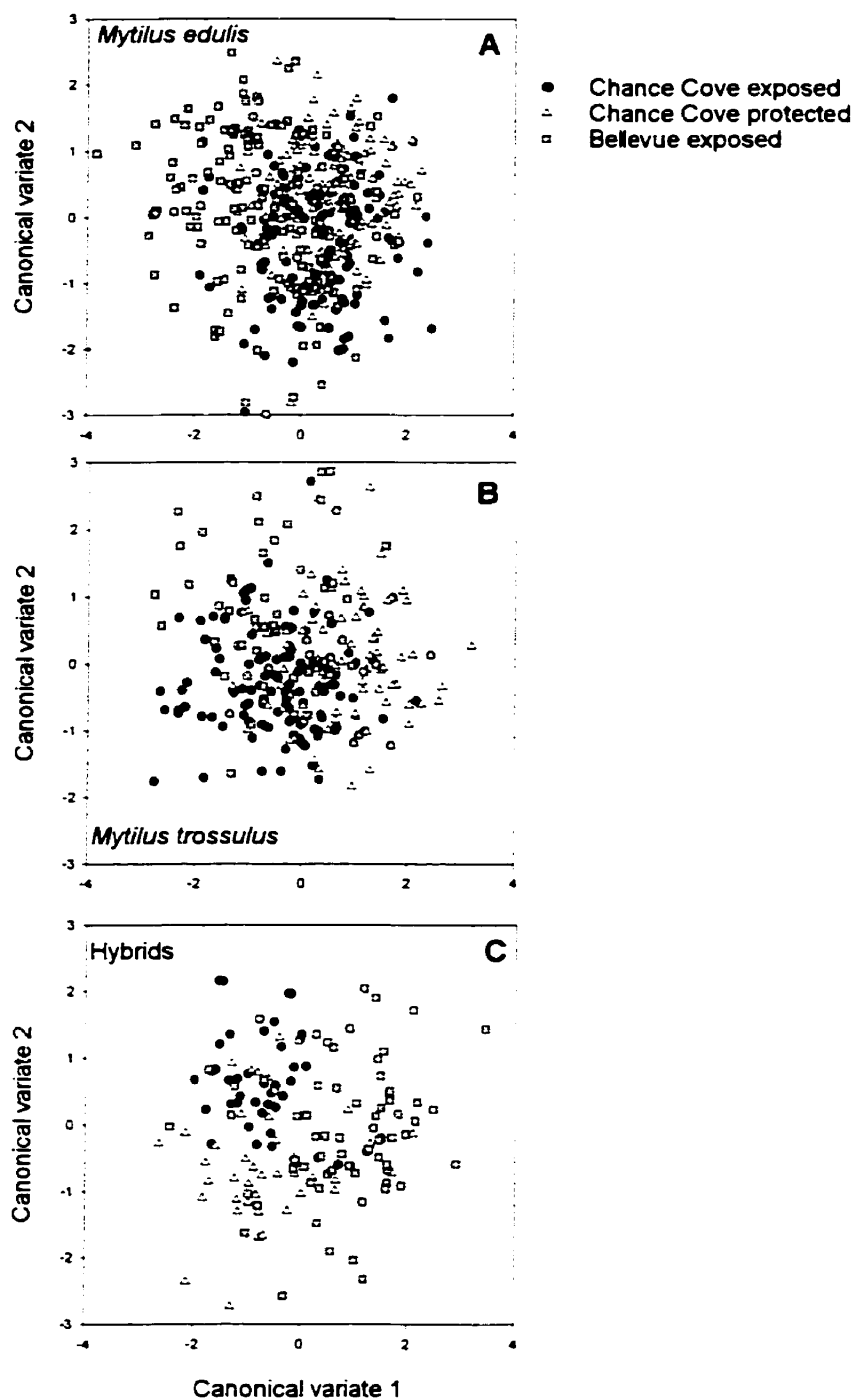 Mytilus edulis
A
Chance Cove exposed
Chance Cove protected
Bellevue exposed
Canonical variate 2
3
2
1
0
-1
-2
-3
-4
-2
0
2
4
B
Canonical variate 2
3
2
1
0
-1
-2
-3
Mytilus trossulus
-4
-2
0
2
4
Hybrids
C
Canonical variate 2
3
2
1
0
-1
-2
-3
-4
-2
0
2
4
Canonical variate 1